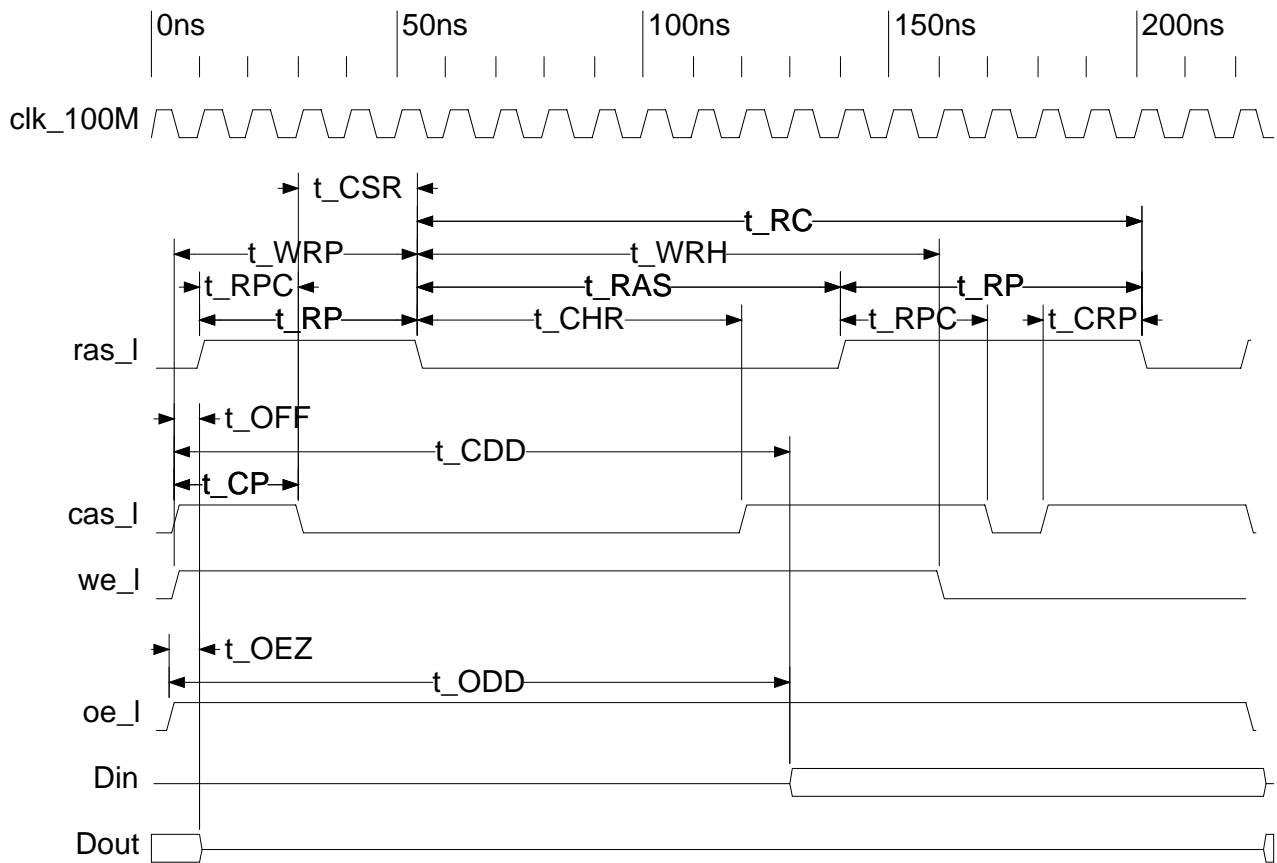 0ns 50ns 100ns 150ns 200ns
clk_100M
t_CSR
t_RC
t_WRP t_WRH
t_RPC t_RAS t_RP
t_RP t_CHR t_RPC t_CRP
ras_l
t_OFF
t_CDD
t_CP
cas_l
we_l
t_OEZ
t_ODD
oe_l
Din
Dout